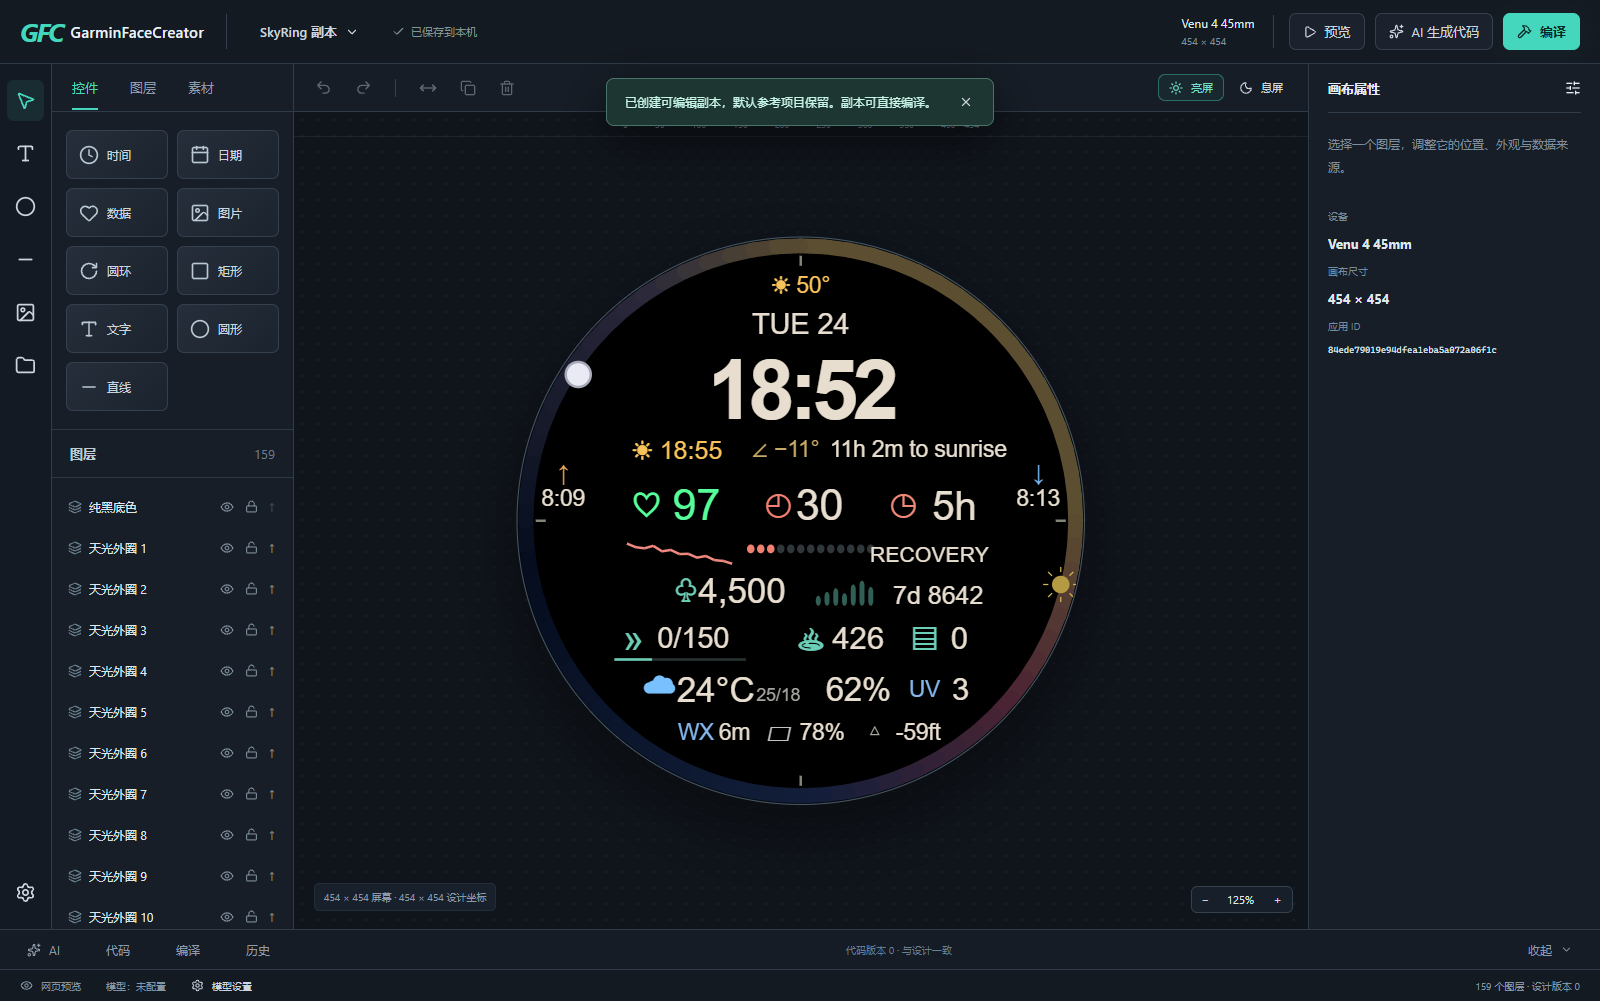 GFC GarminFaceCreator
SkyRing 副本
已保存到本机
Venu 4 45mm
454 × 454
预览
AI 生成代码
编译
控件
图层
素材
已创建可编辑副本，默认参考项目保留。副本可直接编译。
亮屏
息屏
画布属性
时间
日期
数据
图片
圆环
矩形
文字
圆形
直线
图层
159
纯黑底色
天光外圈 1
天光外圈 2
天光外圈 3
天光外圈 4
天光外圈 5
天光外圈 6
天光外圈 7
天光外圈 8
天光外圈 9
天光外圈 10
50°
TUE 24
18:52
18:55
∠ −11°
11h 2m to sunrise
↑
8:09
↓
8:13
97
30
5h
RECOVERY
4,500
7d 8642
0/150
426
0
24°C
25/18
62%
UV 3
WX 6m
78%
-59ft
454 × 454 屏幕 · 454 × 454 设计坐标
− 125% +
选择一个图层，调整它的位置、外观与数据来源。
设备
Venu 4 45mm
画布尺寸
454 × 454
应用 ID
84ede79019e94dfea1eba5a072a06f1c
AI
代码
编译
历史
代码版本 0 · 与设计一致
收起
网页预览
模型：未配置
模型设置
159 个图层 · 设计版本 0